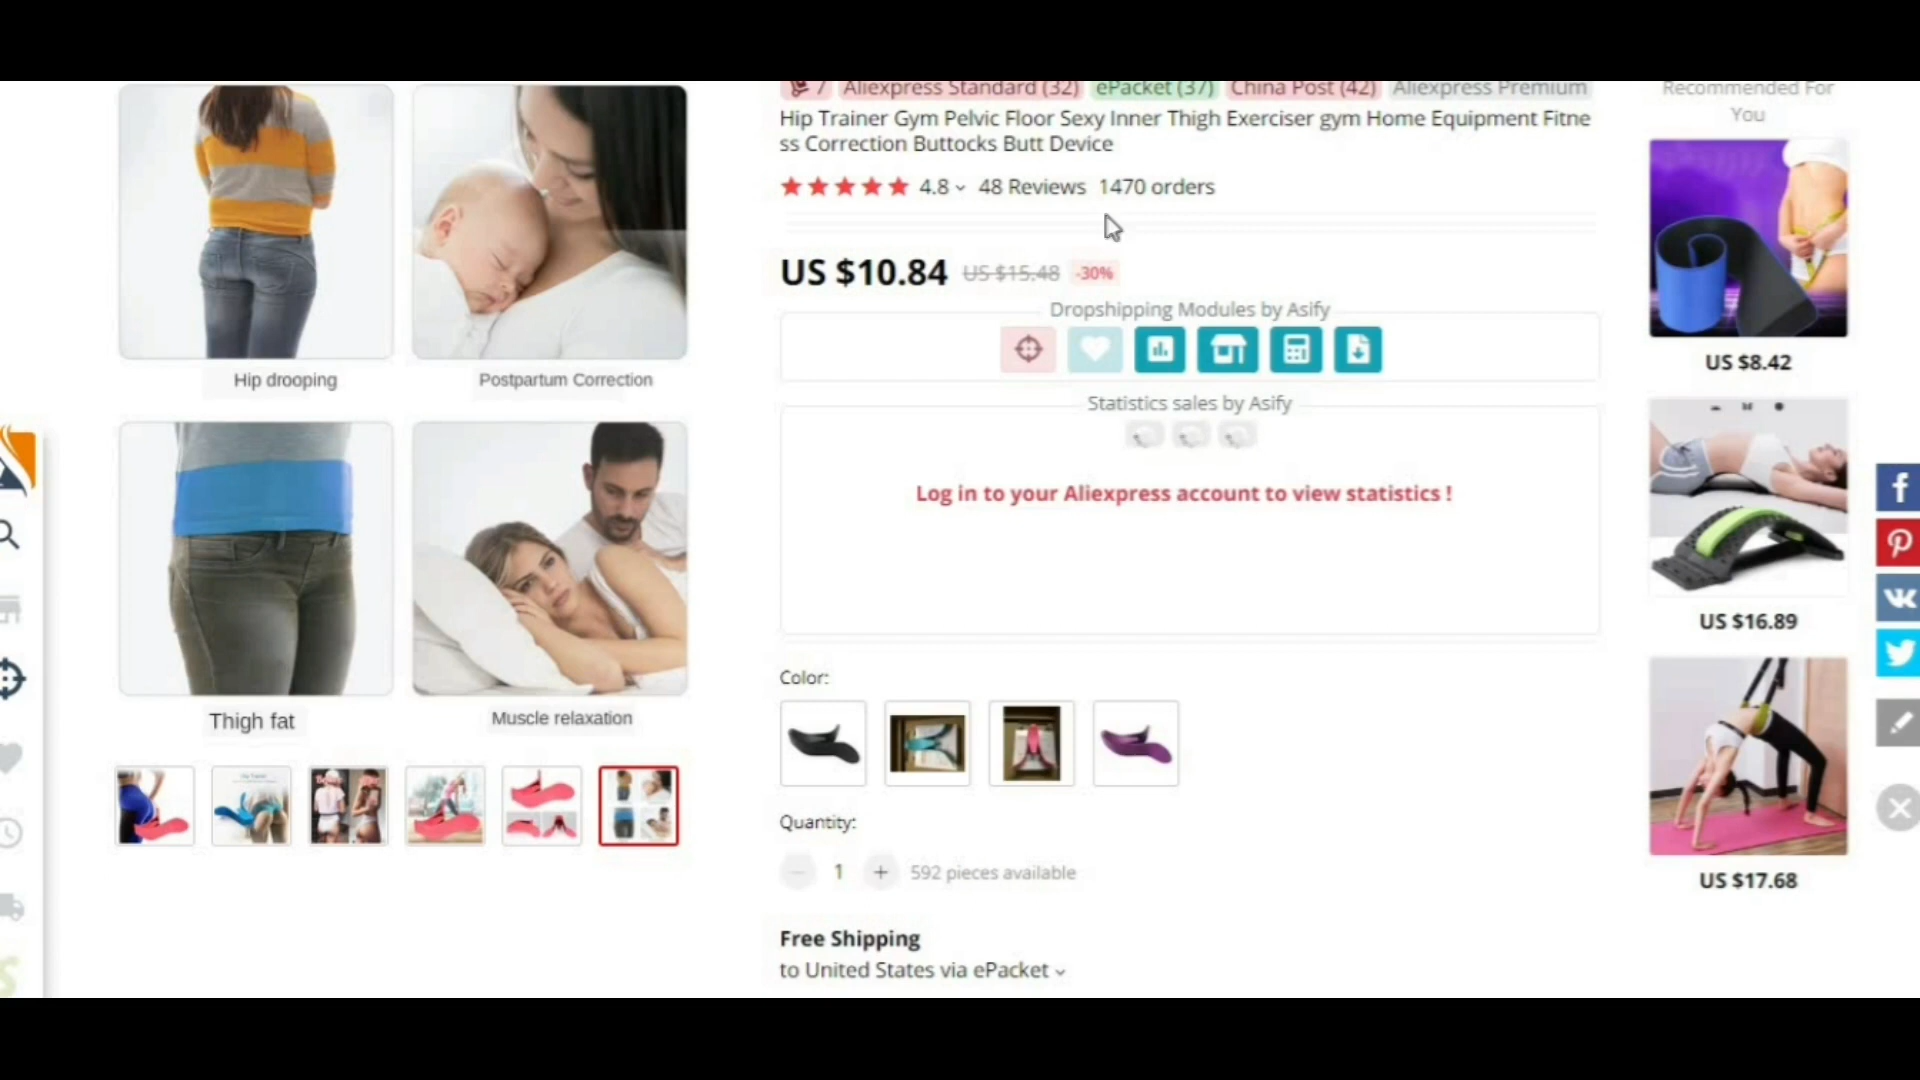 7 Aliexpress Standard (32) ePacket (37) China Post (42) Aliexpress Premium
Hip Trainer Gym Pelvic Floor Sexy Inner Thigh Exerciser gym Home Equipment Fitne
ss Correction Buttocks Butt Device
4.8 48 Reviews 1470 orders
US $10.84 US $15.48 -30%
Dropshipping Modules by Asify
Statistics sales by Asify
Log in to your Aliexpress account to view statistics !
Color:
Quantity:
1 + 592 pieces available
Free Shipping
to United States via ePacket
Hip drooping
Postpartum Correction
Thigh fat
Muscle relaxation
Recommended For
You
US $8.42
US $16.89
US $17.68